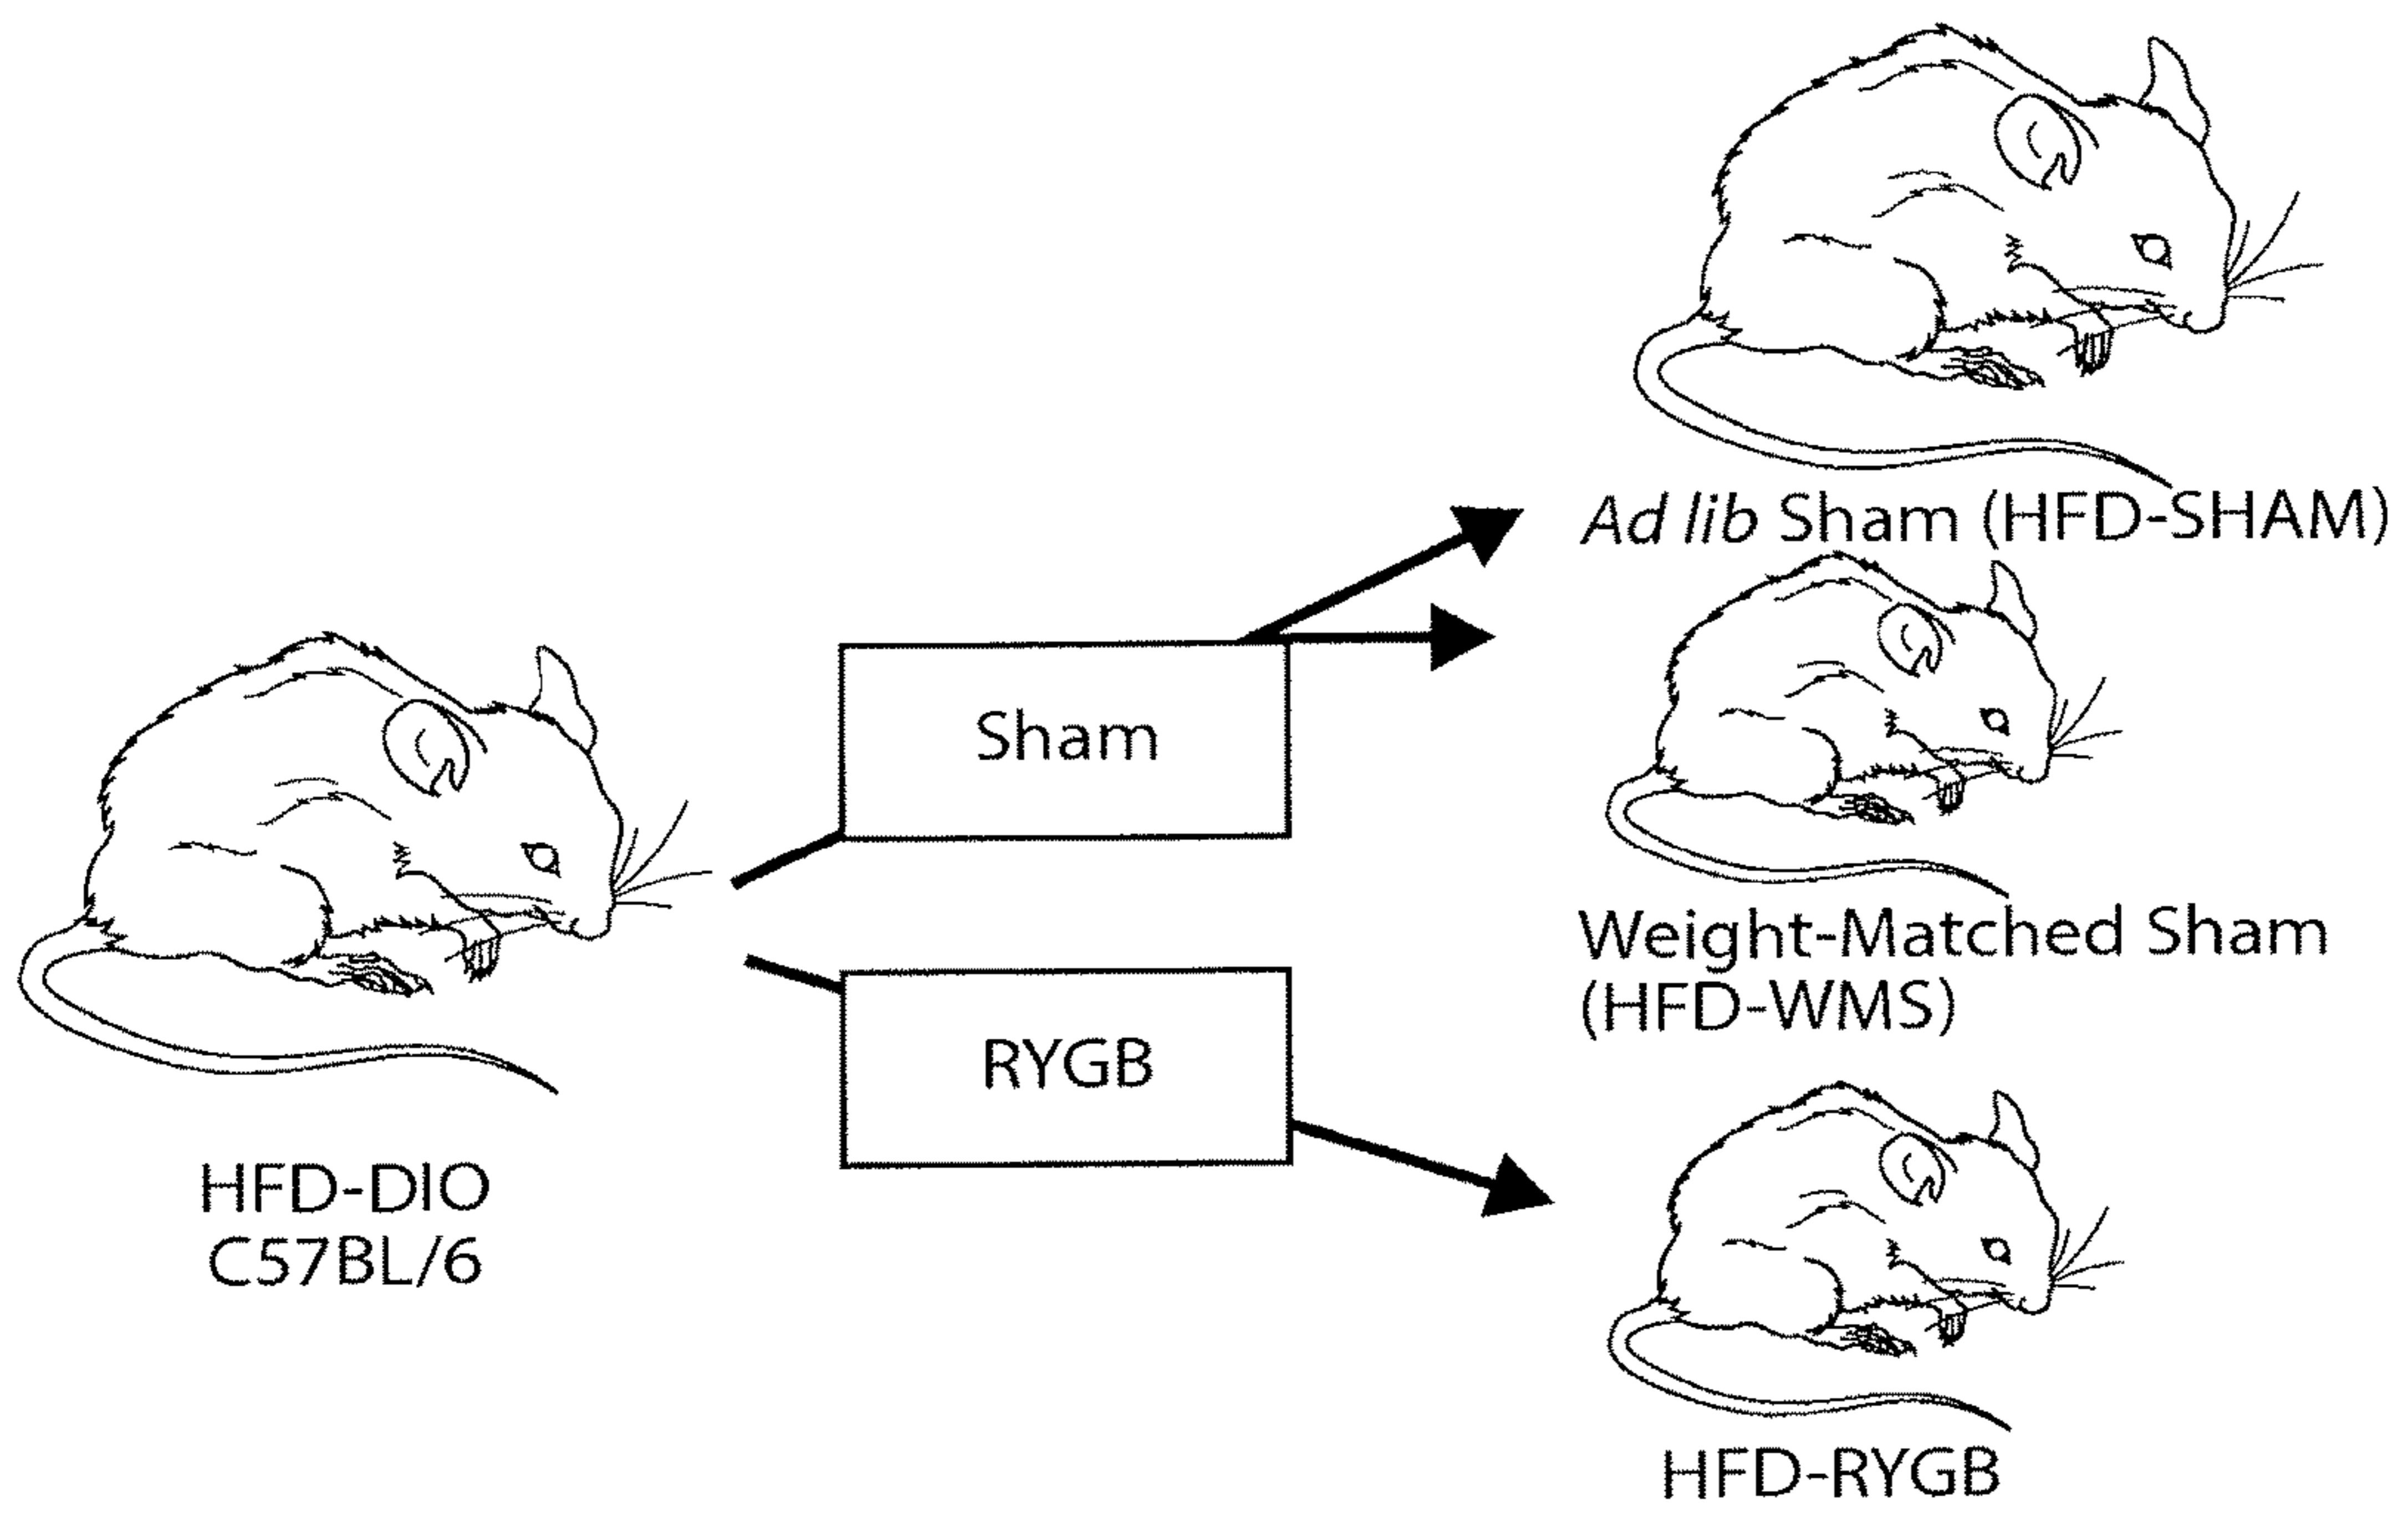 HFD-DIO
C57BL/6
Sham
RYGB
Ad lib Sham (HFD-SHAM)
Weight-Matched Sham
(HFD-WMS)
HFD-RYGB